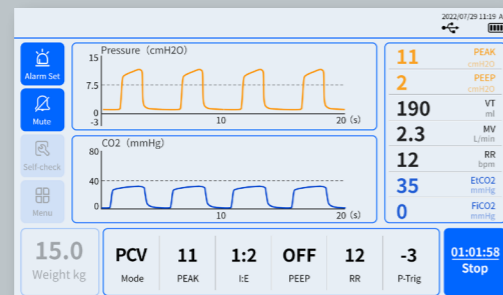 2022/07/29 11:19
Alarm Set
Mute
Self-check
Menu
Pressure (cmH2O)
15
7.5
0
-3
10
20 (s)
CO2 (mmHg)
80
40
0
10
20 (s)
11 PEAK
cmH2O
2 PEEP
cmH2O
190 VT
ml
2.3 MV
L/min
12 RR
bpm
35 EtCO2
mmHg
0 FiCO2
mmHg
15.0
Weight kg
PCV 11 1:2 OFF 12 -3
Mode PEAK I:E PEEP RR P-Trig
01:01:58
Stop